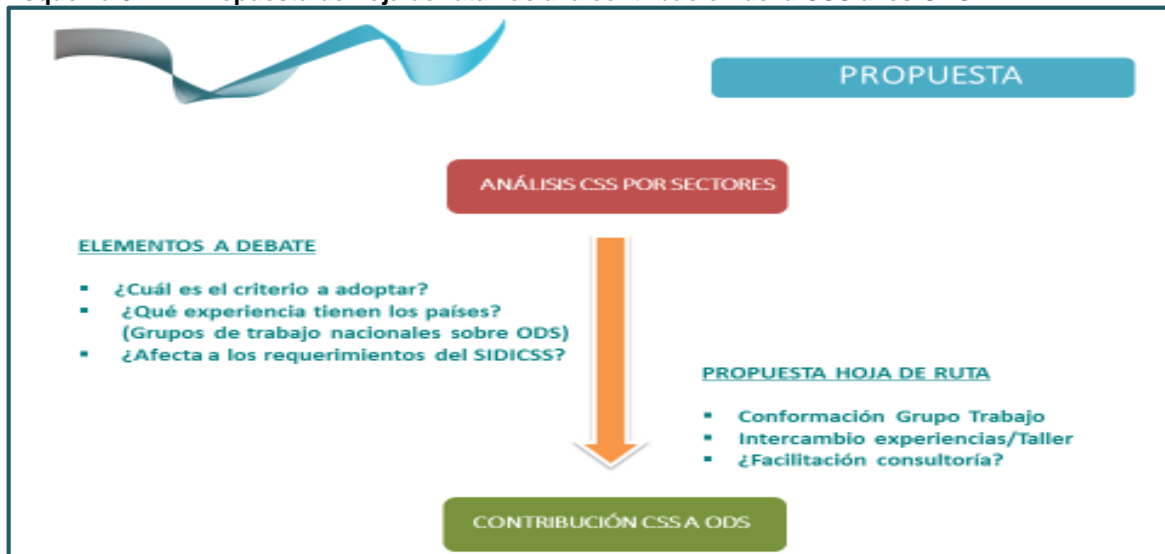 PROPUESTA
ANÁLISIS CSS POR SECTORES
ELEMENTOS A DEBATE
▪ ¿Cuál es el criterio a adoptar?
▪ ¿Qué experiencia tienen los países?
(Grupos de trabajo nacionales sobre ODS)
▪ ¿Afecta a los requerimientos del SIDICSS?
PROPUESTA HOJA DE RUTA
▪ Conformación Grupo Trabajo
▪ Intercambio experiencias/Taller
▪ ¿Facilitación consultoría?
CONTRIBUCIÓN CSS A ODS